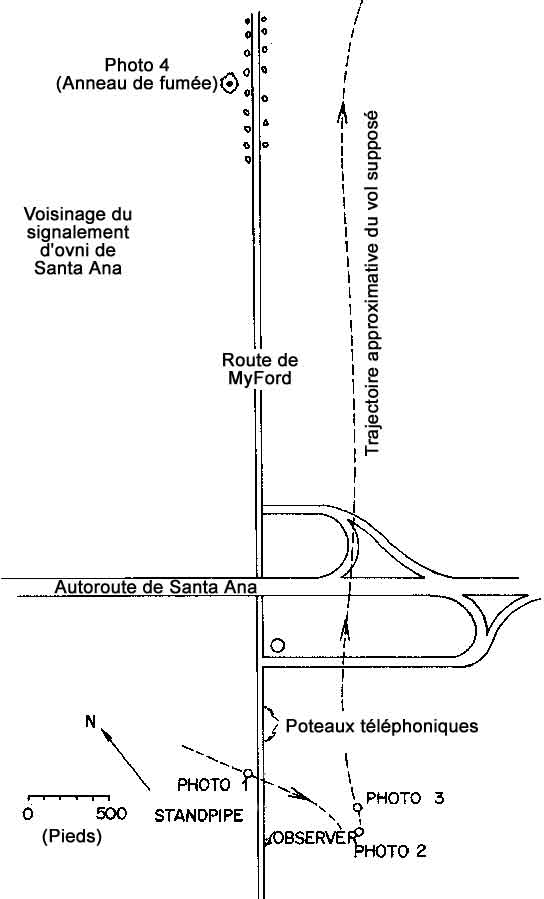 Photo 4
(Anneau de fumée)
Voisinage du
signalement
d'ovni de
Santa Ana
Trajectoire approximative du vol supposé
Route de
MyFord
Autoroute de Santa Ana
Poteaux téléphoniques
N
PHOTO 1
STANDPIPE
0 500
(Pieds)
PHOTO 3
OBSERVER
PHOTO 2